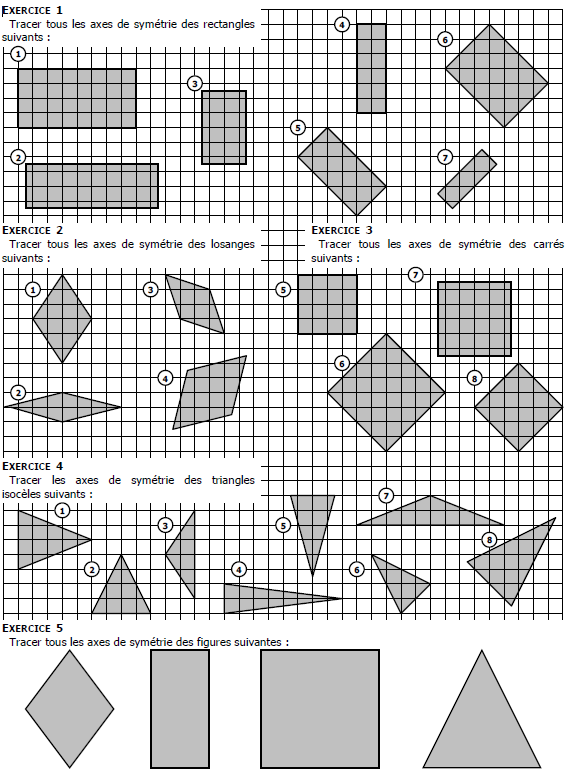 EXERCICE 1
Tracer tous les axes de symétrie des rectangles
suivants :
1
2
3
4
5
6
7
EXERCICE 2
Tracer tous les axes de symétrie des losanges
suivants :
1
2
3
4
EXERCICE 3
Tracer tous les axes de symétrie des carrés
suivants :
5
6
7
8
EXERCICE 4
Tracer les axes de symétrie des triangles
isocèles suivants :
1
2
3
4
5
6
7
8
EXERCICE 5
Tracer tous les axes de symétrie des figures suivantes :